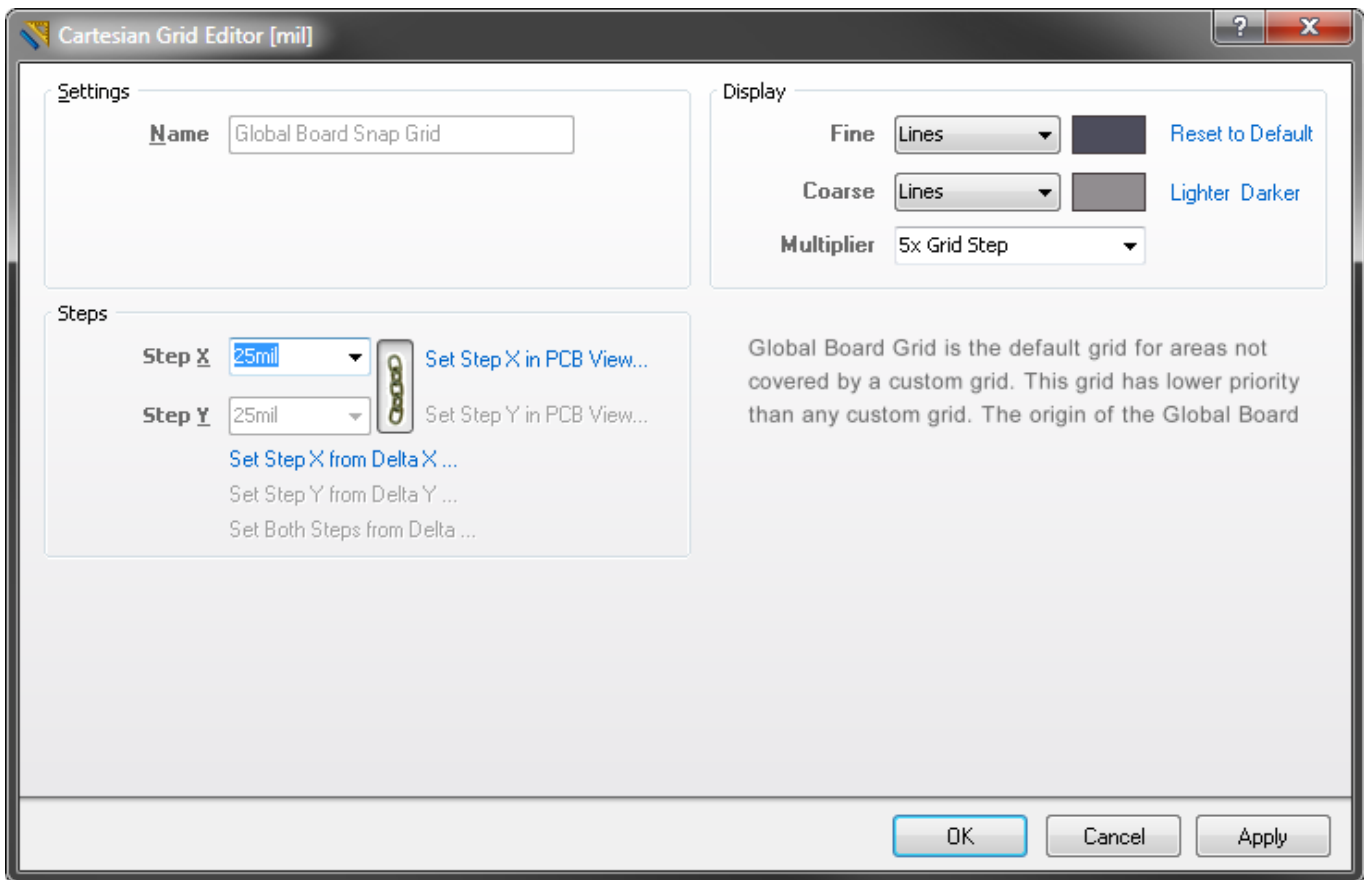 Cartesian Grid Editor [mil]
?
Settings
Name Global Board Snap Grid
Display
Fine Lines Reset to Default
Coarse Lines Lighter Darker
Multiplier 5x Grid Step
Steps
Step X 25mil Set Step X in PCB View...
Step Y 25mil Set Step Y in PCB View...
Set Step X from Delta X ...
Set Step Y from Delta Y ...
Set Both Steps from Delta ...
Global Board Grid is the default grid for areas not
covered by a custom grid. This grid has lower priority
than any custom grid. The origin of the Global Board
OK Cancel Apply